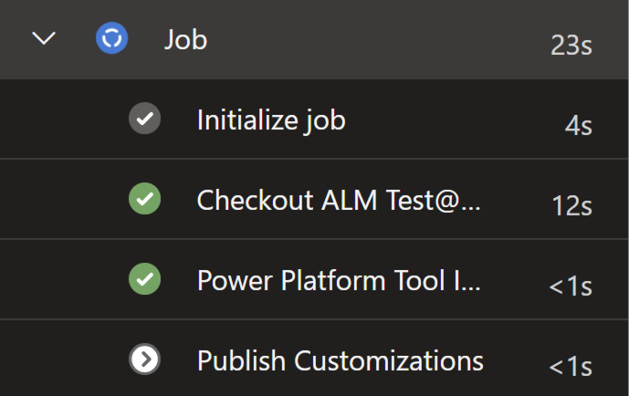 Job 23s
Initialize job 4s
Checkout ALM Test@... 12s
Power Platform Tool I... <1s
Publish Customizations <1s